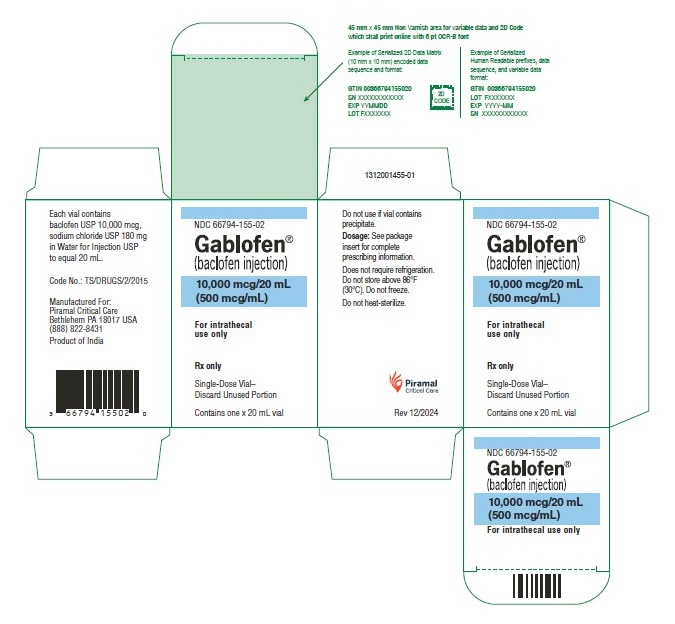 45 mm x 45 mm Non Varnish area for variable data and 2D Code
which shall print online with 6 pt OCR-B font
Example of Serialized 2D Data Matrix
(10 mm x 10 mm) encoded data
sequence and format:
GTIN 00366794155020
SN XXXXXXXXXXXX
EXP YYMMDD
LOT FXXXXXXX
2D
CODE
Example of Serialized
Human Readable prefixes, data
sequence, and variable data
format:
GTIN 00366794155020
LOT FXXXXXXX
EXP YYYY-MM
SN XXXXXXXXXXXX
1312001455-01
Each vial contains
baclofen USP 10,000 mcg,
sodium chloride USP 180 mg
in Water for Injection USP
to equal 20 mL.
Code No.: TS/DRUGS/2/2015
Manufactured For:
Piramal Critical Care
Bethlehem PA 18017 USA
(888) 822-8431
Product of India
3 66794 15502 0
NDC 66794-155-02
Gablofen®
(baclofen injection)
10,000 mcg/20 mL
(500 mcg/mL)
For intrathecal
use only
Rx only
Single-Dose Vial–
Discard Unused Portion
Contains one x 20 mL vial
Do not use if vial contains
precipitate.
Dosage: See package
insert for complete
prescribing information.
Does not require refrigeration.
Do not store above 86°F
(30°C). Do not freeze.
Do not heat-sterilize.
Piramal
Critical Care
Rev 12/2024
NDC 66794-155-02
Gablofen®
(baclofen injection)
10,000 mcg/20 mL
(500 mcg/mL)
For intrathecal
use only
Rx only
Single-Dose Vial–
Discard Unused Portion
Contains one x 20 mL vial
NDC 66794-155-02
Gablofen®
(baclofen injection)
10,000 mcg/20 mL
(500 mcg/mL)
For intrathecal use only